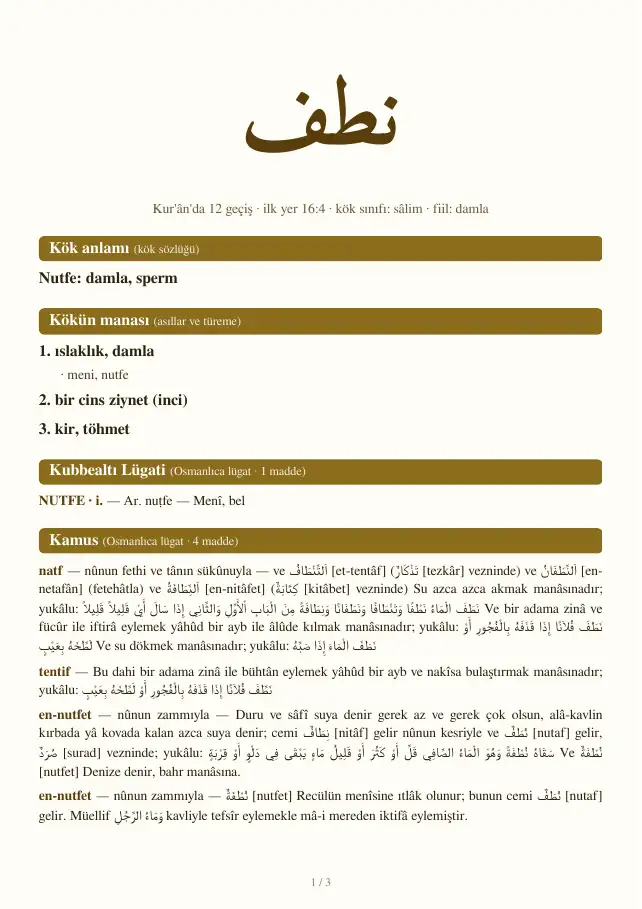 نطف
Kur'ân'da 12 geçiş · ilk yer 16:4 · kök sınıfı: sâlim · fiil: damla
Kök anlamı (kök sözlüğü)
Nutfe: damla, sperm
Kökün manası (asıllar ve türeme)
1. ıslaklık, damla
· meni, nutfe
2. bir cins ziynet (inci)
3. kir, töhmet
Kubbealtı Lügati (Osmanlıca lügat · 1 madde)
NUTFE · i. — Ar. nuṭfe — Menî, bel
Kamus (Osmanlıca lügat · 4 madde)
natf — nûnun fethi ve tânın sükûnuyla — ve اَلتَّنْطَافُ [et-tentâf] (تَذْكَارٌ [tezkâr] vezninde) ve اَلنَّطَفَانُ [en-
netafân] (fetehâtla) ve اَلنِّطَافَةُ [en-nitâfet] (كِتَابَةٌ [kitâbet] vezninde) Su azca azca akmak manâsınadır;
yukâlu: نَطَفَ الْمَاءُ نَطْفًا وَتَنْطَافًا وَنَطَفَانًا وَنِطَافَةً مِنَ الْبَابِ الْأَوَّلِ وَالثَّانِي إِذَا سَالَ أَيْ قَلِيلاً قَلِيلاً Ve bir adama zinâ ve
fücûr ile iftirâ eylemek yâhûd bir ayb ile âlûde kılmak manâsınadır; yukâlu: نَطَفَ فُلَانًا إِذَا قَذَفَهُ بِالْفُجُورِ أَوْ
لَطَّخَهُ بِعَيْبٍ Ve su dökmek manâsınadır; yukâlu: نَطَفَ الْمَاءَ إِذَا صَبَّهُ
tentif — Bu dahi bir adama zinâ ile bühtân eylemek yâhûd bir ayb ve nakîsa bulaştırmak manâsınadır;
yukâlu: نَطَّفَ فُلَانًا إِذَا قَذَفَهُ بِالْفُجُورِ أَوْ لَطَّخَهُ بِعَيْبٍ
en-nutfet — nûnun zammıyla — Duru ve sâfî suya denir gerek az ve gerek çok olsun, alâ-kavlin
kırbada yâ kovada kalan azca suya denir; cemi نِطَافٌ [nitâf] gelir nûnun kesriyle ve نُطَفٌ [nutaf] gelir,
صُرَدٌ [surad] vezninde; yukâlu: سَقَاهُ نُطْفَةً وَهُوَ الْمَاءُ الصَّافِي قَلَّ أَوْ كَثُرَ أَوْ قَلِيلُ مَاءٍ يَبْقَى فِي دَلْوٍ أَوْ قِرْبَةٍ Ve نُطْفَةٌ
[nutfet] Denize denir, bahr manâsına.
en-nutfet — nûnun zammıyla — نُطْفَةٌ [nutfet] Recülün menîsine ıtlâk olunur; bunun cemi نُطَفٌ [nutaf]
gelir. Müellif وَمَاءُ الرَّجُلِ kavliyle tefsîr eylemekle mâ-i mereden iktifâ eylemiştir.
1 / 3